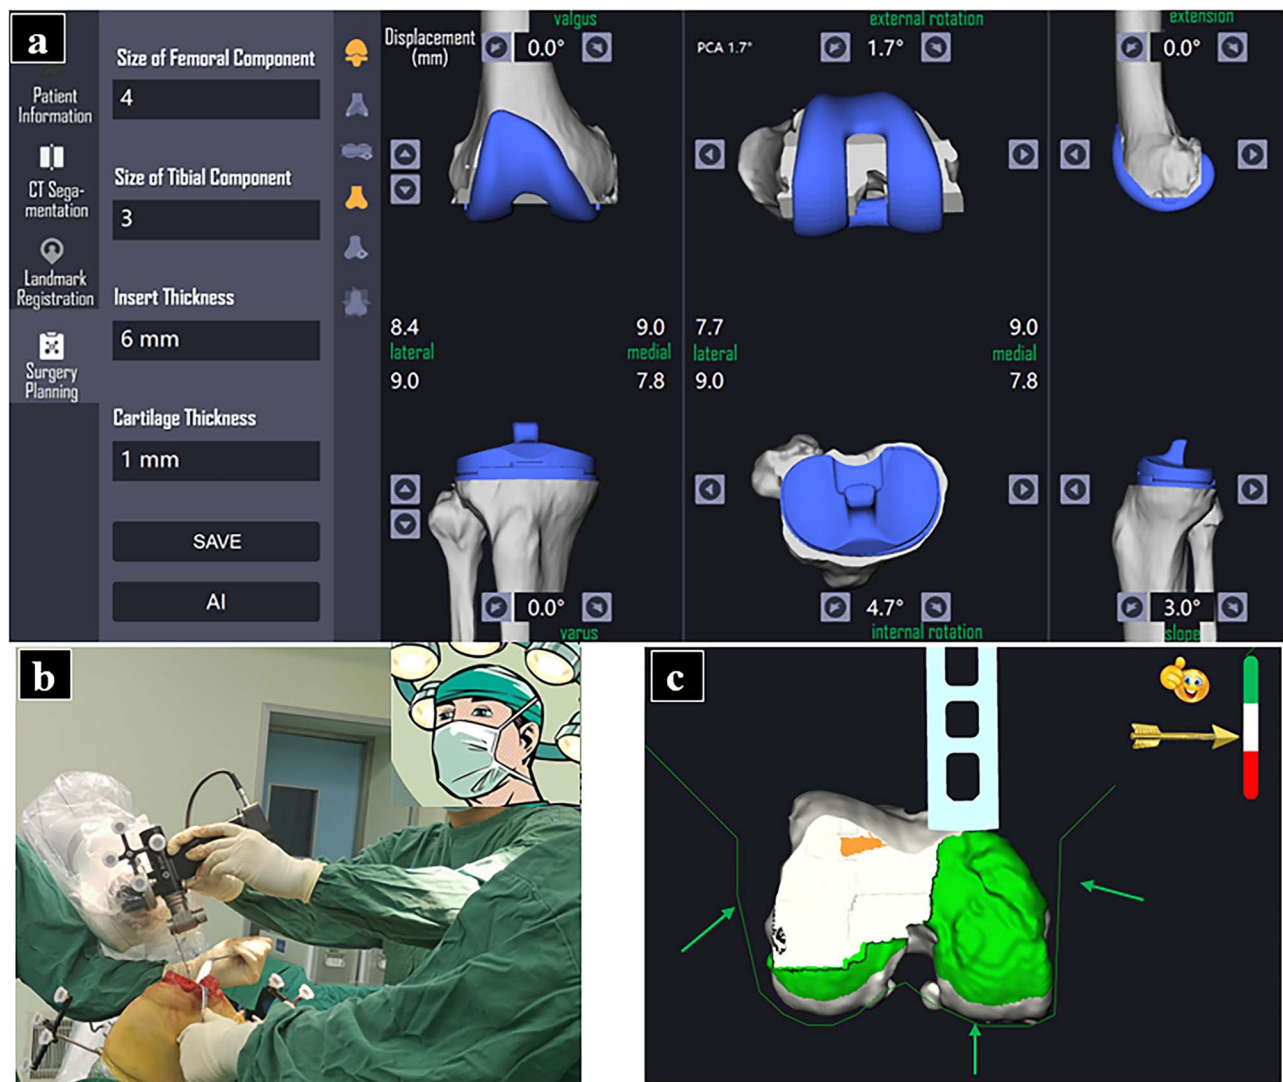 a
Patient
Information
CT Sega-
mentation
Landmark
Registration
Surgery
Planning
Size of Femoral Component
4
Size of Tibial Component
3
Insert Thickness
6 mm
Cartilage Thickness
1 mm
SAVE
AI
Displacement
(mm)
valgus
0.0°
8.4
9.0
lateral
medial
9.0
7.8
0.0°
varus
external rotation
PCA 1.7°
1.7°
7.7
9.0
lateral
medial
9.0
7.8
4.7°
internal rotation
extension
0.0°
3.0°
slope
b
c